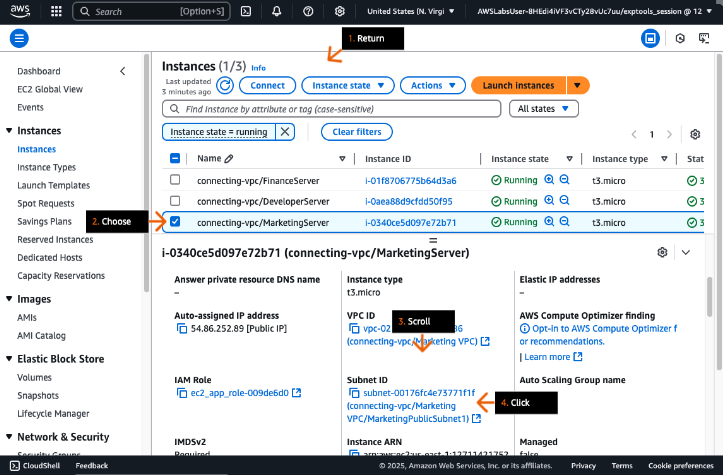 aws
Search
[Option+S]
United States (N. Virgi
AWSLabsUser-8HEdi4iVF3vCTy28vUc7uu/exptools_session @ 12
1. Return
Dashboard
EC2 Global View
Events
Instances
Instances
Instance Types
Launch Templates
Spot Requests
Savings Plans
Reserved Instances
Dedicated Hosts
Capacity Reservations
Images
AMIs
AMI Catalog
Elastic Block Store
Volumes
Snapshots
Lifecycle Manager
Network & Security
Security Groups
Instances (1/3) Info
Last updated
3 minutes ago
Connect
Instance state
Actions
Launch instances
Find Instance by attribute or tag (case-sensitive)
All states
Instance state = running
Clear filters
1
Name Instance ID Instance state Instance type Stat
connecting-vpc/FinanceServer i-01f8706775b64d3a6 Running t3.micro 3
connecting-vpc/DeveloperServer i-0aea88d9cfdd50f95 Running t3.micro 3
2. Choose
connecting-vpc/MarketingServer i-0340ce5d097e72b71 Running t3.micro 3
i-0340ce5d097e72b71 (connecting-vpc/MarketingServer)
Answer private resource DNS name
–
Instance type
t3.micro
Elastic IP addresses
–
Auto-assigned IP address
54.86.252.89 [Public IP]
VPC ID
vpc-02
3. Scroll
(connecting-vpc/Marketing VPC)
AWS Compute Optimizer finding
Opt-in to AWS Compute Optimizer f
or recommendations.
| Learn more
IAM Role
ec2_app_role-009de6d0
Subnet ID
subnet-00176fc4e73771f1f
(connecting-vpc/Marketing
VPC/MarketingPublicSubnet1)
4. Click
Auto Scaling Group name
IMDSv2
Required
Instance ARN
arn:aws:ec2:us-east-1:12711421752
Managed
false
CloudShell
Feedback
© 2025, Amazon Web Services, Inc. or its affiliates.
Privacy
Terms
Cookie preferences